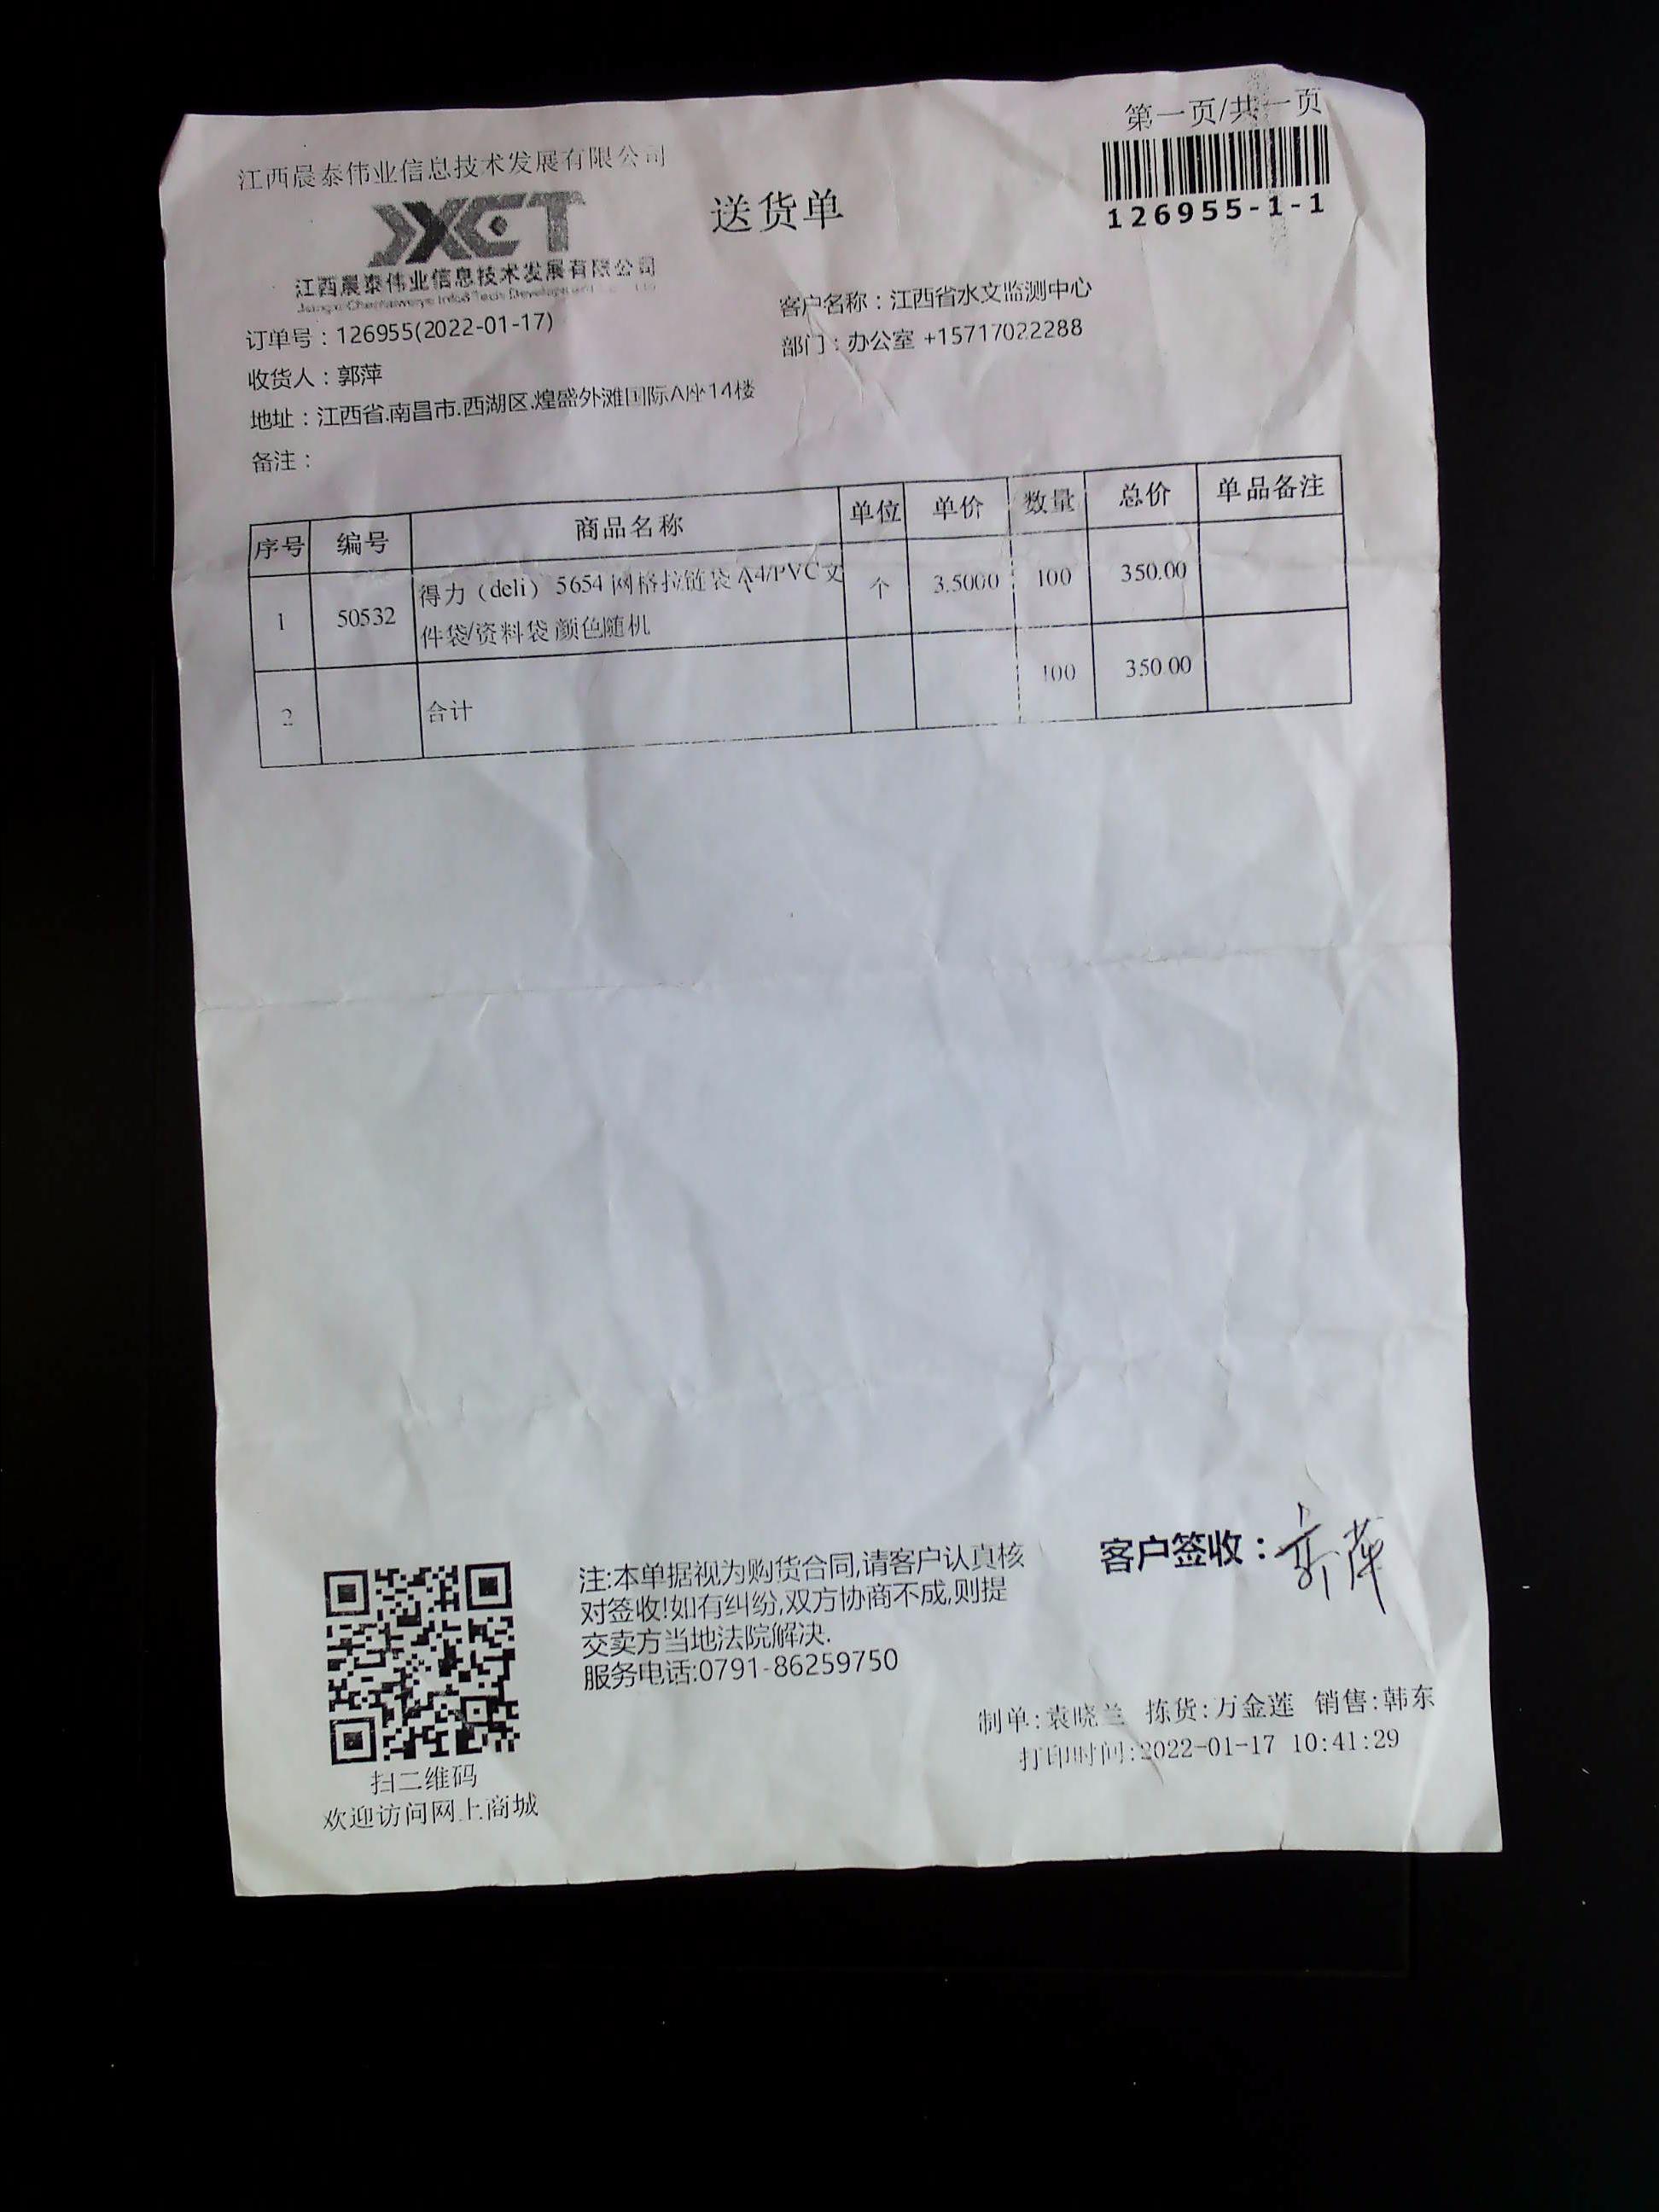 第一页/共一页
江西晨泰伟业信息技术发展有限公司
送货单
126955-1-1
JXCT
江西晨泰伟业信息技术发展有限公司
订单号：126955(2022-01-17)
客户名称：江西省水文监测中心
收货人：郭萍
部门：办公室 +15717022288
地址：江西省.南昌市.西湖区.煌盛外滩国际A座14楼
备注：
序号 编号 商品名称 单位 单价 数量 总价 单品备注
1 50532 得力（deli）5654 网格拉链袋 A4/PVC文 个 3.5000 100 350.00
件袋/资料袋 颜色随机
2 合计 100 350.00
注:本单据视为购货合同,请客户认真核
对签收!如有纠纷,双方协商不成,则提
交卖方当地法院解决.
服务电话:0791-86259750
客户签收：郭萍
制单:袁晓兰 拣货:万金莲 销售:韩东
打印时间:2022-01-17 10:41:29
扫二维码
欢迎访问网上商城